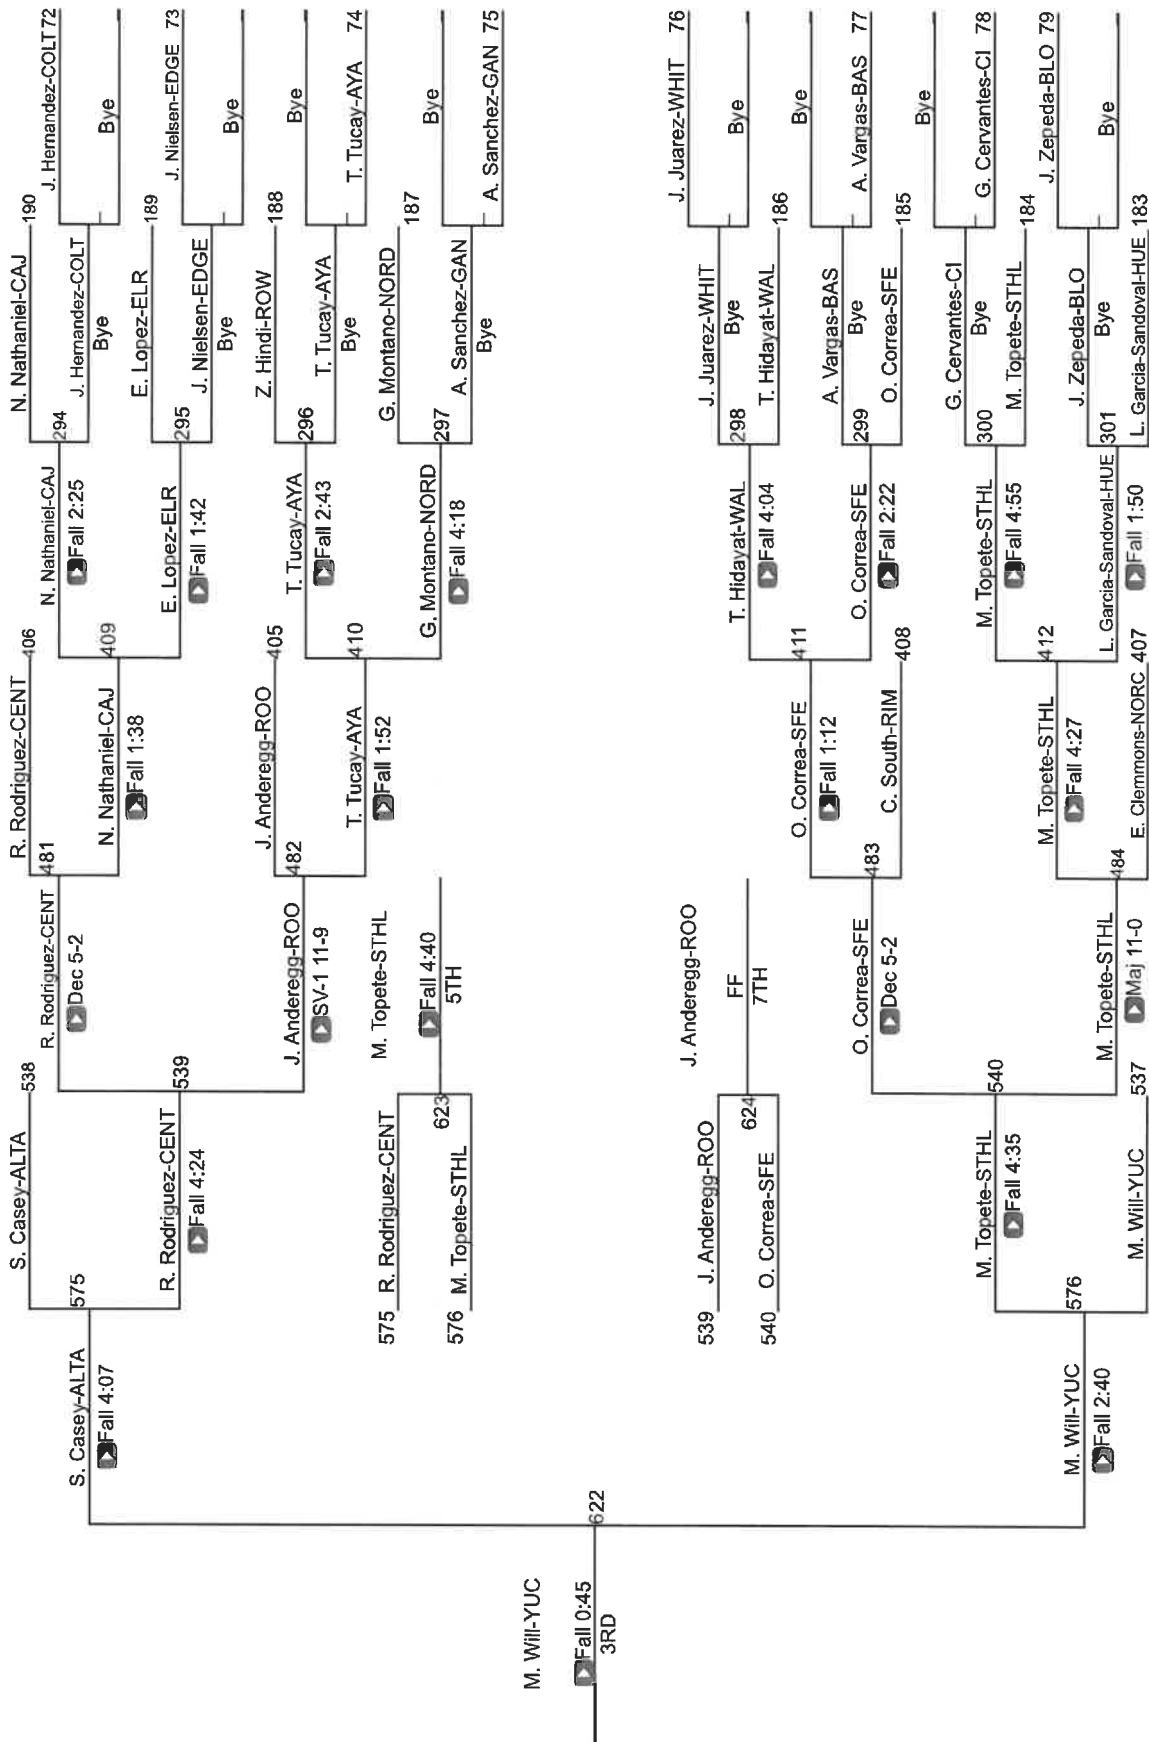 J. Hernandez-COLT 72
Bye
J. Nielsen-EDGE 73
Bye
Bye
T. Tucay-AYA 74
Bye
A. Sanchez-GAN 75
J. Juarez-WHIT 76
Bye
Bye
A. Vargas-BAS 77
Bye
G. Cervantes-CI 78
J. Zepeda-BLO 79
Bye
N. Nathaniel-CAJ 190
J. Hernandez-COLT
Bye
E. Lopez-ELR 189
J. Nielsen-EDGE
Bye
Z. Hindi-ROW 188
T. Tucay-AYA
Bye
G. Montano-NORD 187
A. Sanchez-GAN
Bye
J. Juarez-WHIT
Bye
T. Hidayat-WAL 186
A. Vargas-BAS
Bye
O. Correa-SFE 185
G. Cervantes-CI
Bye
M. Topete-STHL 184
J. Zepeda-BLO
Bye
L. Garcia-Sandoval-HUE 183
N. Nathaniel-CAJ 294
Fall 2:25
E. Lopez-ELR 295
Fall 1:42
T. Tucay-AYA 296
Fall 2:43
G. Montano-NORD 297
Fall 4:18
T. Hidayat-WAL 298
Fall 4:04
O. Correa-SFE 299
Fall 2:22
M. Topete-STHL 300
Fall 4:55
L. Garcia-Sandoval-HUE 301
Fall 1:50
R. Rodriguez-CENT 406
N. Nathaniel-CAJ 409
Fall 1:38
J. Anderegg-ROO 405
T. Tucay-AYA 410
Fall 1:52
O. Correa-SFE 411
Fall 1:12
C. South-RIM 408
M. Topete-STHL 412
Fall 4:27
E. Clemmons-NORC 407
R. Rodriguez-CENT 481
Dec 5-2
J. Anderegg-ROO 482
SV-1 11-9
O. Correa-SFE 483
Dec 5-2
M. Topete-STHL 484
Maj 11-0
S. Casey-ALTA 538
R. Rodriguez-CENT 539
Fall 4:24
M. Topete-STHL 540
Fall 4:35
M. Will-YUC 537
S. Casey-ALTA 575
Fall 4:07
M. Will-YUC 576
Fall 2:40
M. Will-YUC 622
Fall 0:45
3RD
575 R. Rodriguez-CENT
576 M. Topete-STHL
623
M. Topete-STHL
Fall 4:40
5TH
539 J. Anderegg-ROO
540 O. Correa-SFE
624
J. Anderegg-ROO
FF
7TH